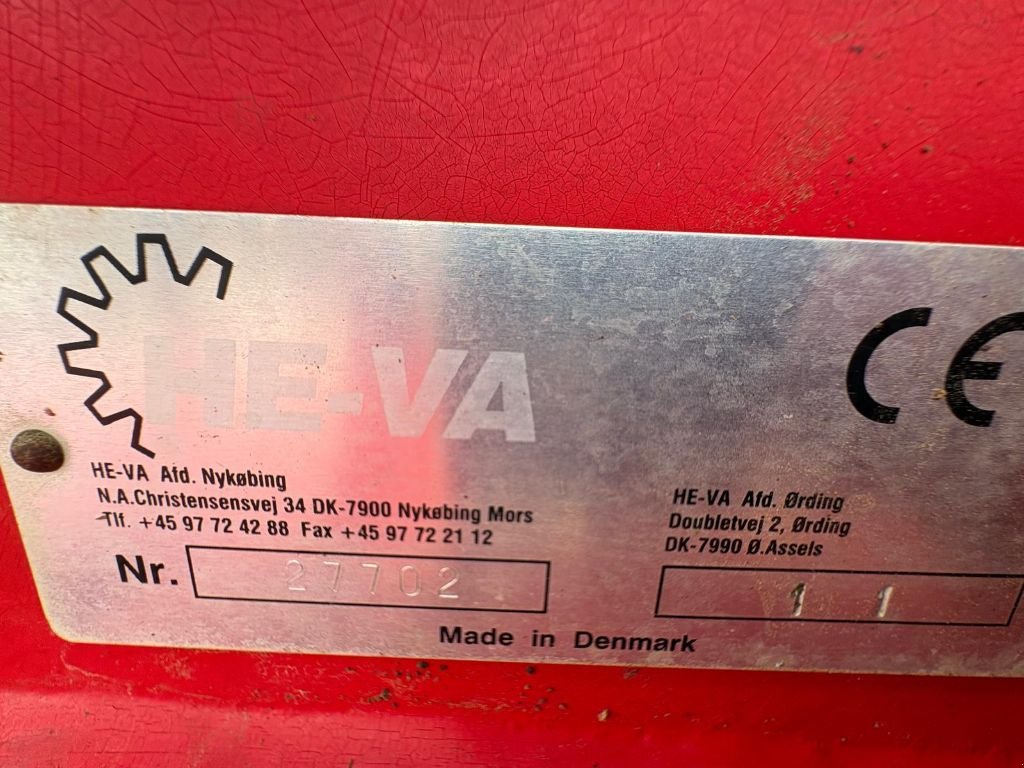 HE-VA
CE
HE-VA Afd. Nykøbing
N.A.Christensensvej 34 DK-7900 Nykøbing Mors
Tlf. +45 97 72 42 88 Fax +45 97 72 21 12
HE-VA Afd. Ørding
Doubletvej 2, Ørding
DK-7990 Ø.Assels
Nr. 27702
1 1
Made in Denmark